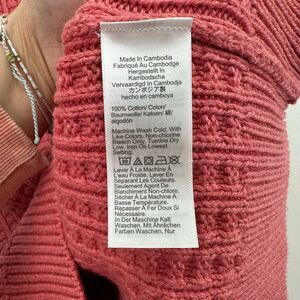 Made In Cambodia
Fabriqué Au Cambodge
Hergestellt In
Kambodscha
Vervaardigd In Cambodja
カンボジア製
hecho en camboya
100% Cotton/ Coton/
Baumwolle/ Katoen/ 綿/
algodón
Machine Wash Cold, With
Like Colors, Non-chlorine
Bleach Only, Tumble Dry
Low, Iron On Lowest
Setting
Laver À La Machine À
L'eau Froide, Laver En
Séparant Les Couleurs
Seulement Agent De
Blanchiment Non-Chlorant,
Sécher À La Machine À
Basse Température
Repasser À Fer Doux Si
Nécessaire
In Der Maschine Kalt
Waschen, Mit Ähnlichen
Farben Waschen, Nur